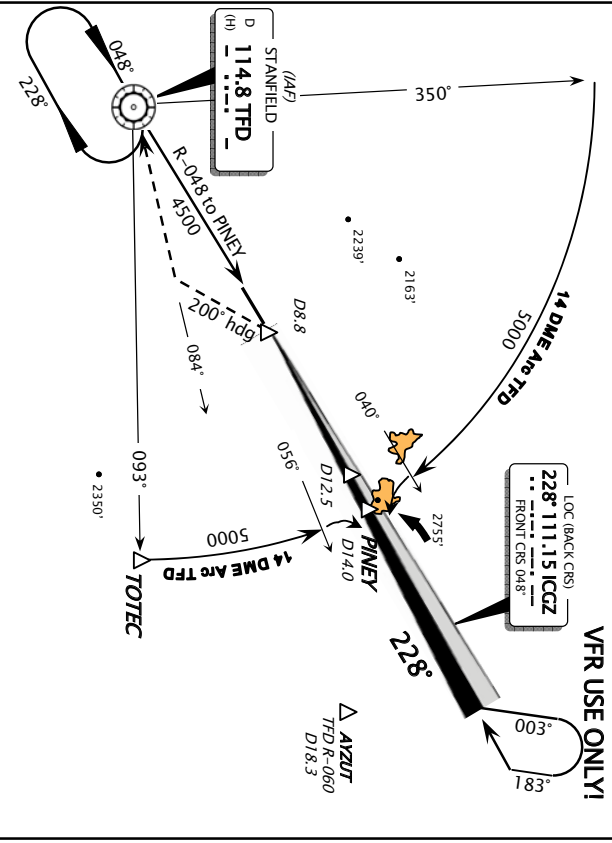 VFR USE ONLY!
(IAF)
STANFIELD
D 114.8 TFD
(H)
048°
228°
350°
R-048 to PINEY
4500
2239'
2163'
14 DME Arc TFD
5000
D8.8
200° hdg
084°
040°
056°
093°
2350'
D12.5
2755'
PINEY
D14.0
5000
14 DME Arc TFD
TOTEC
LOC (BACK CRS)
228° 111.15 ICGZ
FRONT CRS 048°
228°
003°
183°
AYZUT
TFD R-060
D18.3